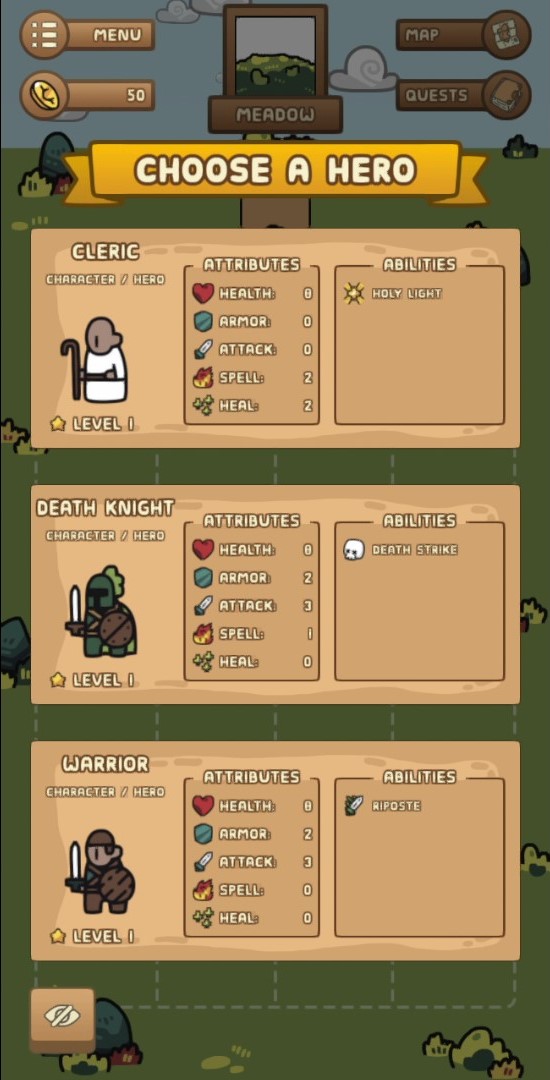 MENU
MAP
50
QUESTS
MEADOW
CHOOSE A HERO
CLERIC
CHARACTER / HERO
LEVEL 1
ATTRIBUTES
HEALTH: 8
ARMOR: 0
ATTACK: 0
SPELL: 2
HEAL: 2
ABILITIES
HOLY LIGHT
DEATH KNIGHT
CHARACTER / HERO
LEVEL 1
ATTRIBUTES
HEALTH: 8
ARMOR: 2
ATTACK: 3
SPELL: 1
HEAL: 0
ABILITIES
DEATH STRIKE
WARRIOR
CHARACTER / HERO
LEVEL 1
ATTRIBUTES
HEALTH: 8
ARMOR: 2
ATTACK: 3
SPELL: 0
HEAL: 0
ABILITIES
RIPOSTE